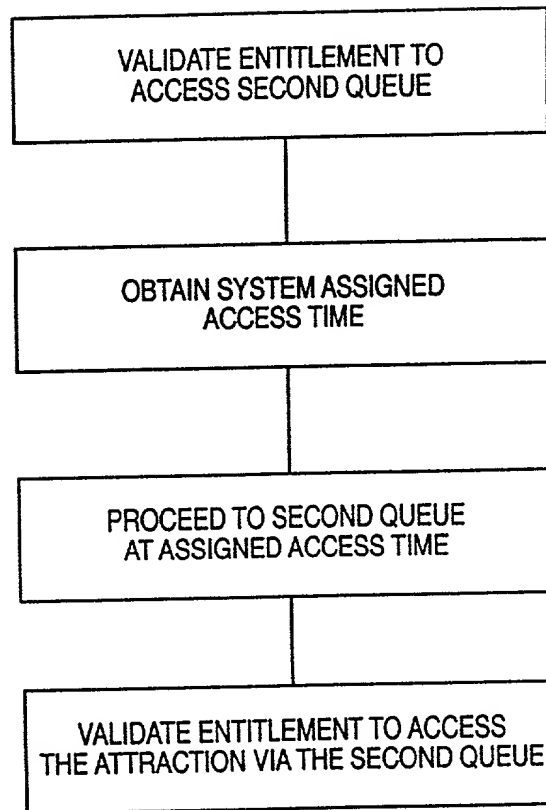 VALIDATE ENTITLEMENT TO
ACCESS SECOND QUEUE
OBTAIN SYSTEM ASSIGNED
ACCESS TIME
PROCEED TO SECOND QUEUE
AT ASSIGNED ACCESS TIME
VALIDATE ENTITLEMENT TO ACCESS
THE ATTRACTION VIA THE SECOND QUEUE